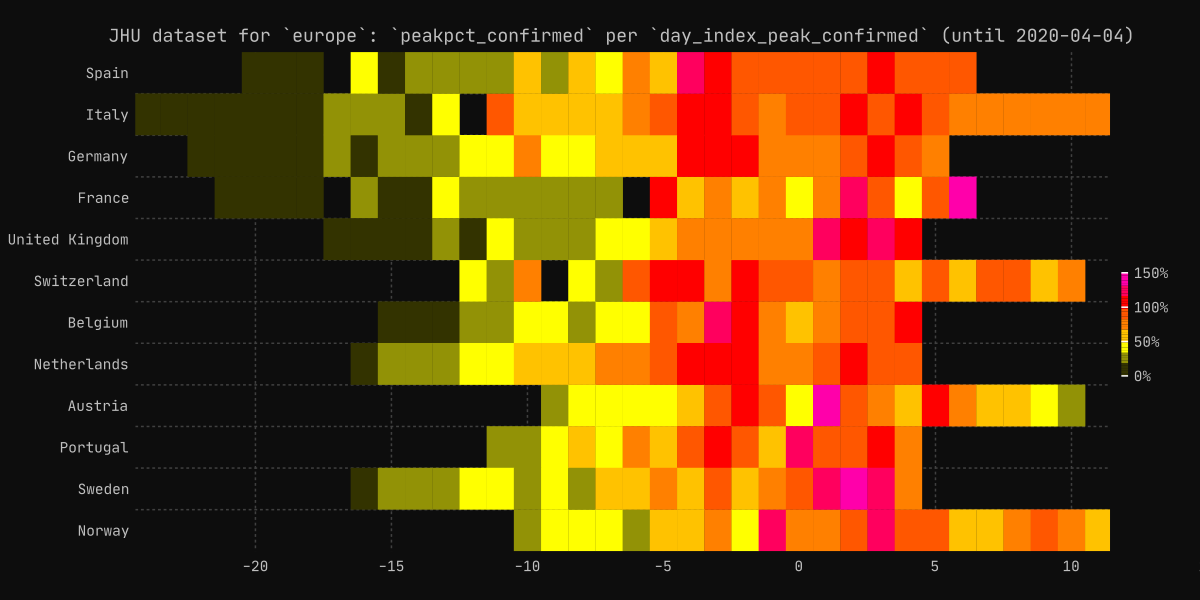 JHU dataset for `europe`: `peakpct_confirmed` per `day_index_peak_confirmed` (until 2020-04-04)
Spain
Italy
Germany
France
United Kingdom
Switzerland
Belgium
Netherlands
Austria
Portugal
Sweden
Norway
-20 -15 -10 -5 0 5 10
150%
100%
50%
0%